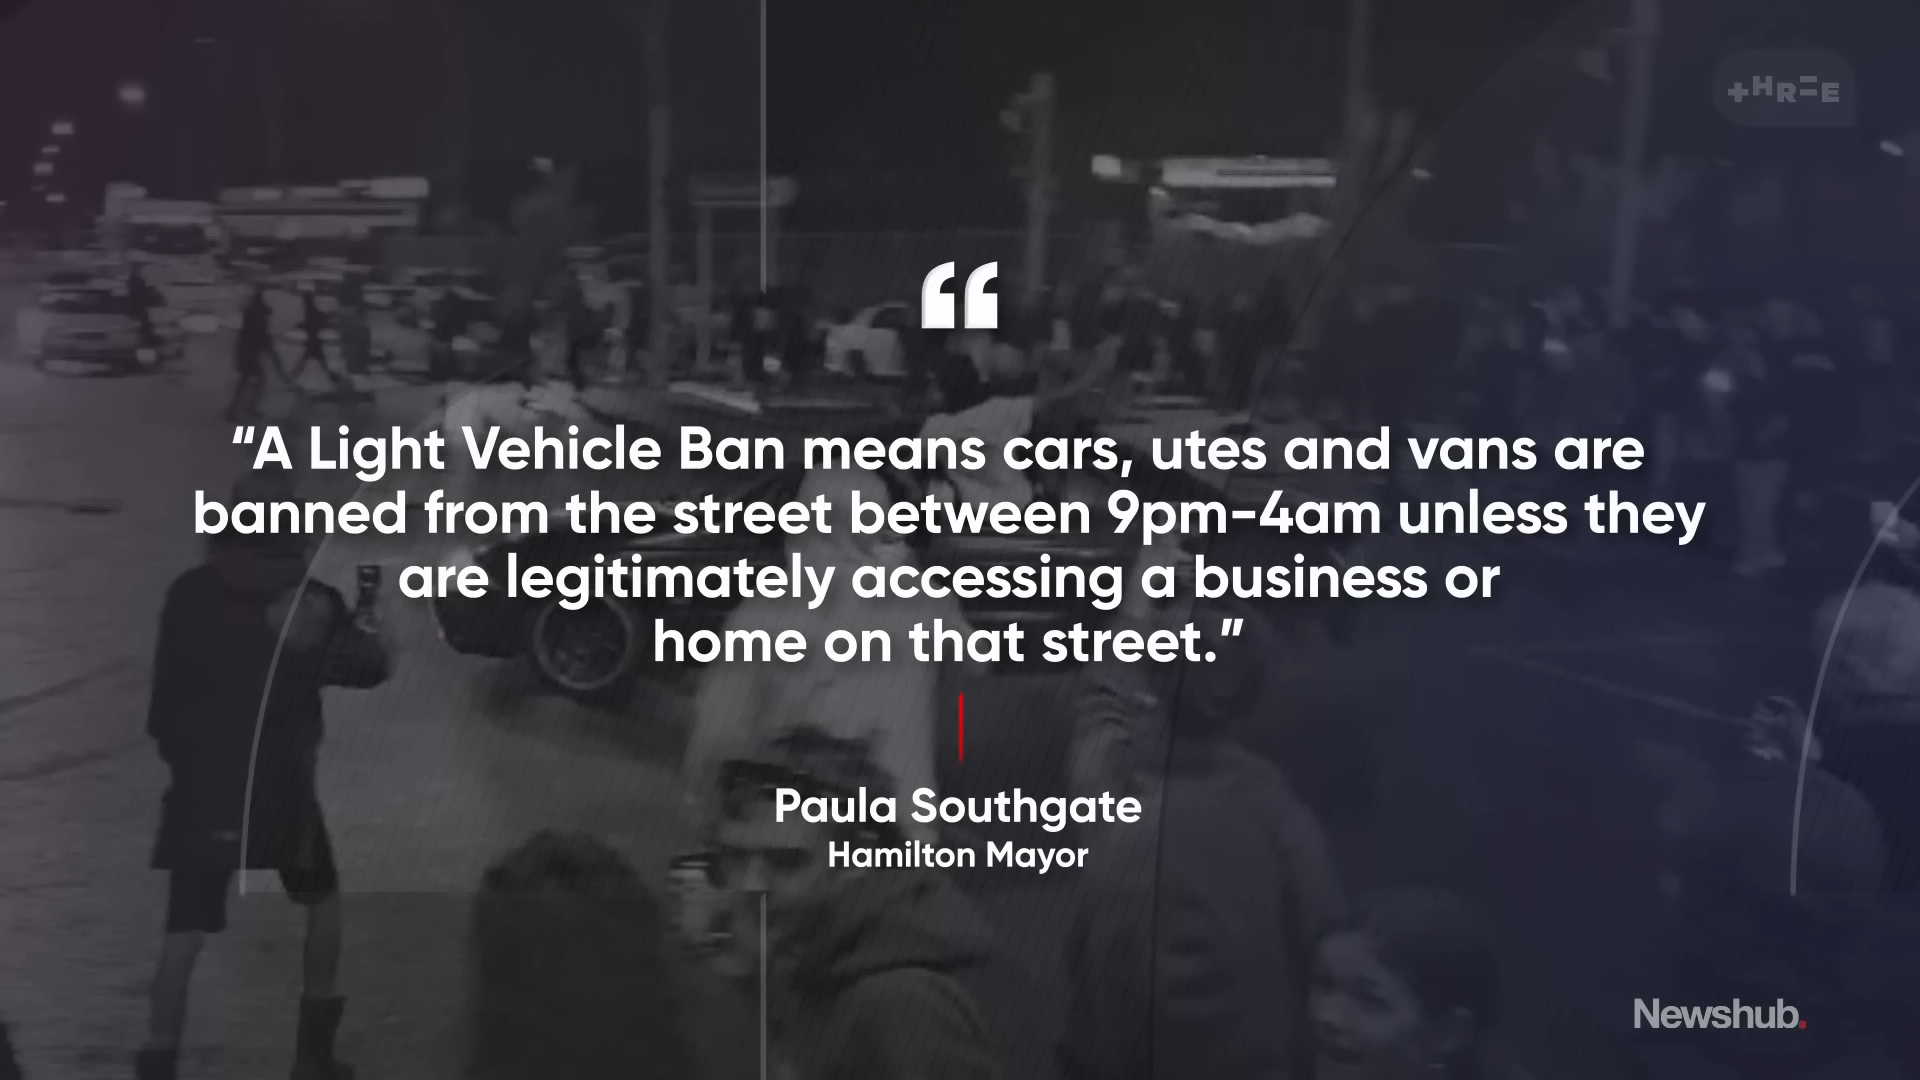 THREE
“
“A Light Vehicle Ban means cars, utes and vans are
banned from the street between 9pm-4am unless they
are legitimately accessing a business or
home on that street.”
Paula Southgate
Hamilton Mayor
Newshub.